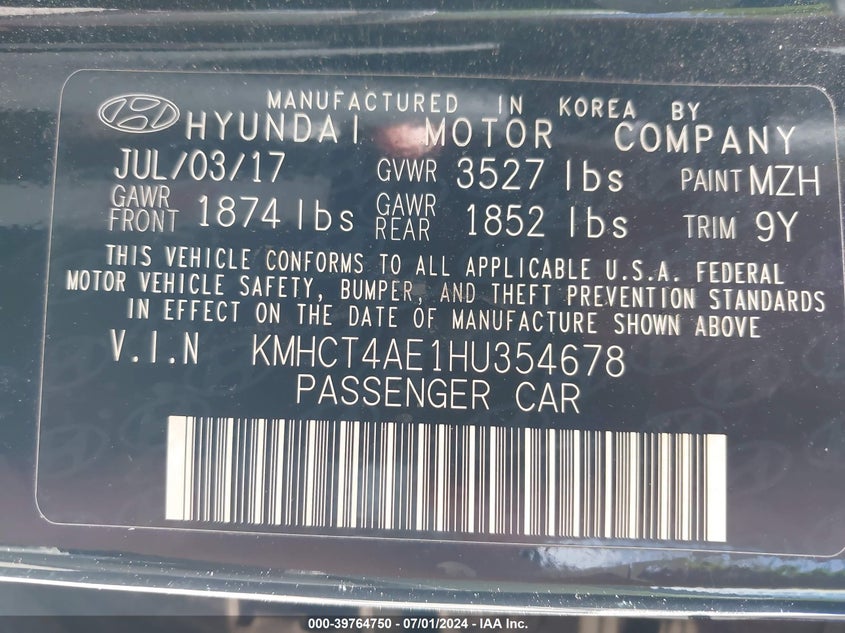 MANUFACTURED IN KOREA BY
HYUNDAI MOTOR COMPANY
JUL/03/17 GVWR 3527 lbs PAINT MZH
GAWR FRONT 1874 lbs GAWR REAR 1852 lbs TRIM 9Y
THIS VEHICLE CONFORMS TO ALL APPLICABLE U.S.A. FEDERAL
MOTOR VEHICLE SAFETY, BUMPER, AND THEFT PREVENTION STANDARDS
IN EFFECT ON THE DATE OF MANUFACTURE SHOWN ABOVE
V.I.N KMHCT4AE1HU354678
PASSENGER CAR
000-39764750 - 07/01/2024 - IAA Inc.